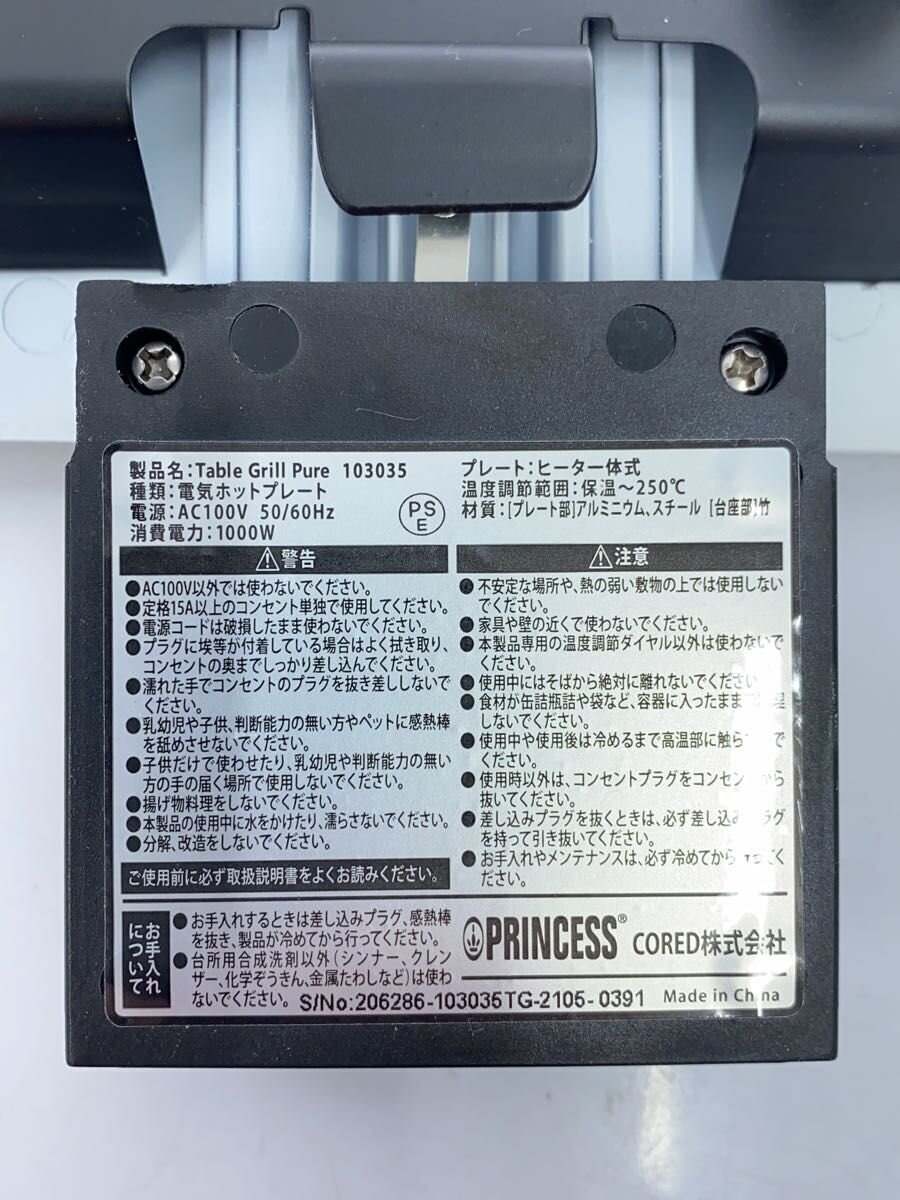 製品名：Table Grill Pure 103035
種類：電気ホットプレート
電源：AC100V 50/60Hz
消費電力：1000W
PS
E
プレート：ヒーター一体式
温度調節範囲：保温～250℃
材質：[プレート部]アルミニウム、スチール [台座部]竹
⚠警告
●AC100V以外では使わないでください。
●定格15A以上のコンセント単独で使用してください。
●電源コードは破損したまま使わないでください。
●プラグに埃等が付着している場合はよく拭き取り、
コンセントの奥までしっかり差し込んでください。
●濡れた手でコンセントのプラグを抜き差ししないで
ください。
●乳幼児や子供、判断能力の無い方やペットに感熱棒
を舐めさせないでください。
●子供だけで使わせたり、乳幼児や判断能力の無い
方の手の届く場所で使用しないでください。
●揚げ物料理をしないでください。
●本製品の使用中に水をかけたり、濡らさないでください。
●分解、改造をしないでください。
ご使用前に必ず取扱説明書をよくお読みください。
⚠注意
●不安定な場所や、熱の弱い敷物の上では使用しない
でください。
●家具や壁の近くで使わないでください。
●本製品専用の温度調節ダイヤル以外は使わないで
ください。
●使用中にはそばから絶対に離れないでください
●食材が缶詰瓶詰や袋など、容器に入ったまま理
しないでください。
●使用中や使用後は冷めるまで高温部に触らで
ください。
●使用時以外は、コンセントプラグをコンセントから
抜いてください。
●差し込みプラグを抜くときは、必ず差し込みプラグ
を持って引き抜いてください。
●お手入れやメンテナンスは、必ず冷めてからってく
ください。
お手入れ
について
●お手入れするときは差し込みプラグ、感熱棒
を抜き、製品が冷めてから行ってください。
●台所用合成洗剤以外(シンナー、クレン
ザー、化学ぞうきん、金属たわしなど)は使わ
ないでください。
PRINCESS® CORED株式会社
S/No:206286-103035TG-2105-0391 Made in China